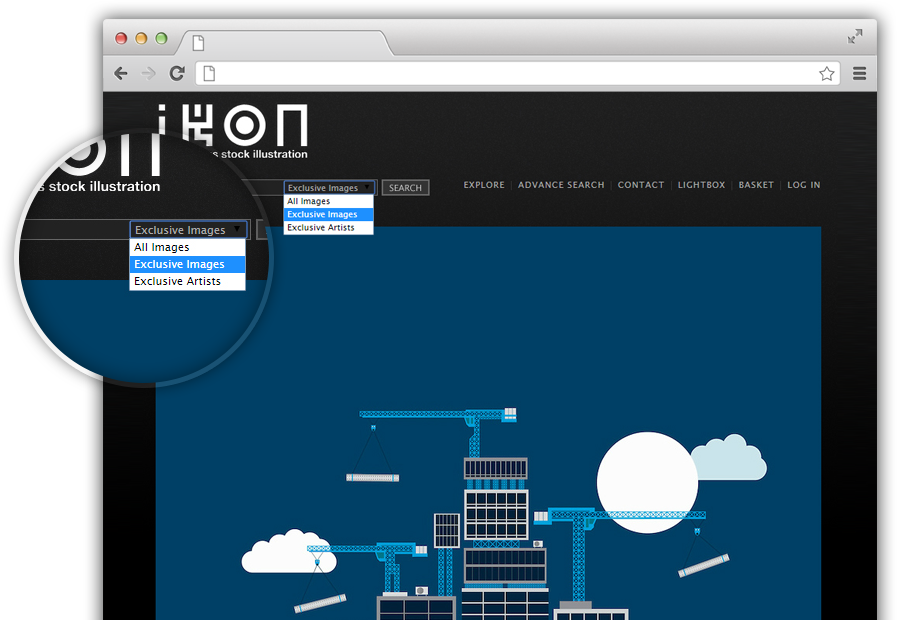 iKON
s stock illustration
Exclusive Images
SEARCH
EXPLORE
ADVANCE SEARCH
CONTACT
LIGHTBOX
BASKET
LOG IN
All Images
Exclusive Images
Exclusive Artists
s stock illustration
Exclusive Images
All Images
Exclusive Images
Exclusive Artists